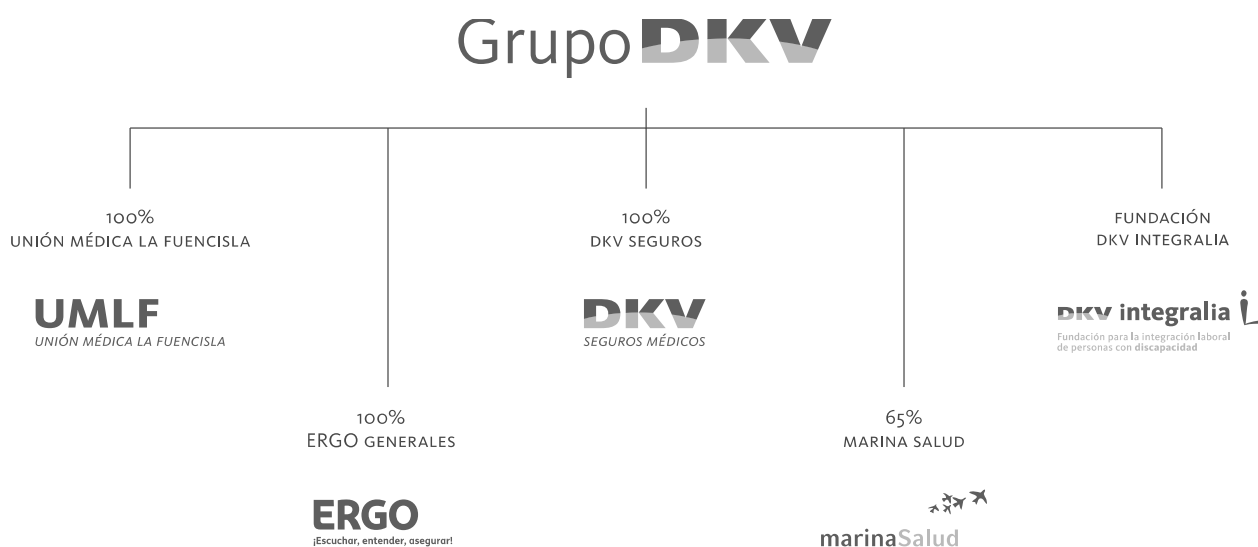 Grupo DKV
100%
UNIÓN MÉDICA LA FUENCISLA
UMLF
UNIÓN MÉDICA LA FUENCISLA
100%
DKV SEGUROS
DKV
SEGUROS MÉDICOS
FUNDACIÓN
DKV INTEGRALIA
DKV integralia
Fundación para la integración laboral
de personas con discapacidad
100%
ERGO GENERALES
ERGO
¡Escuchar, entender, asegurar!
65%
MARINA SALUD
marinaSalud